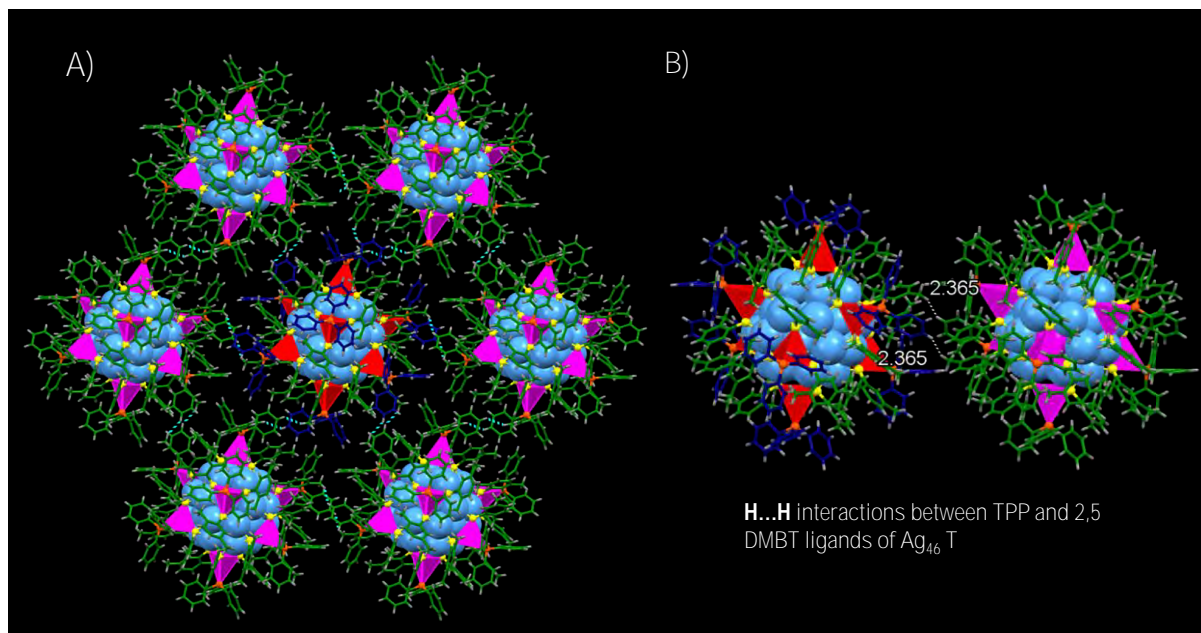 A)
B)
2.365
2.365
H...H interactions between TPP and 2,5
DMBT ligands of Ag₄₆ T